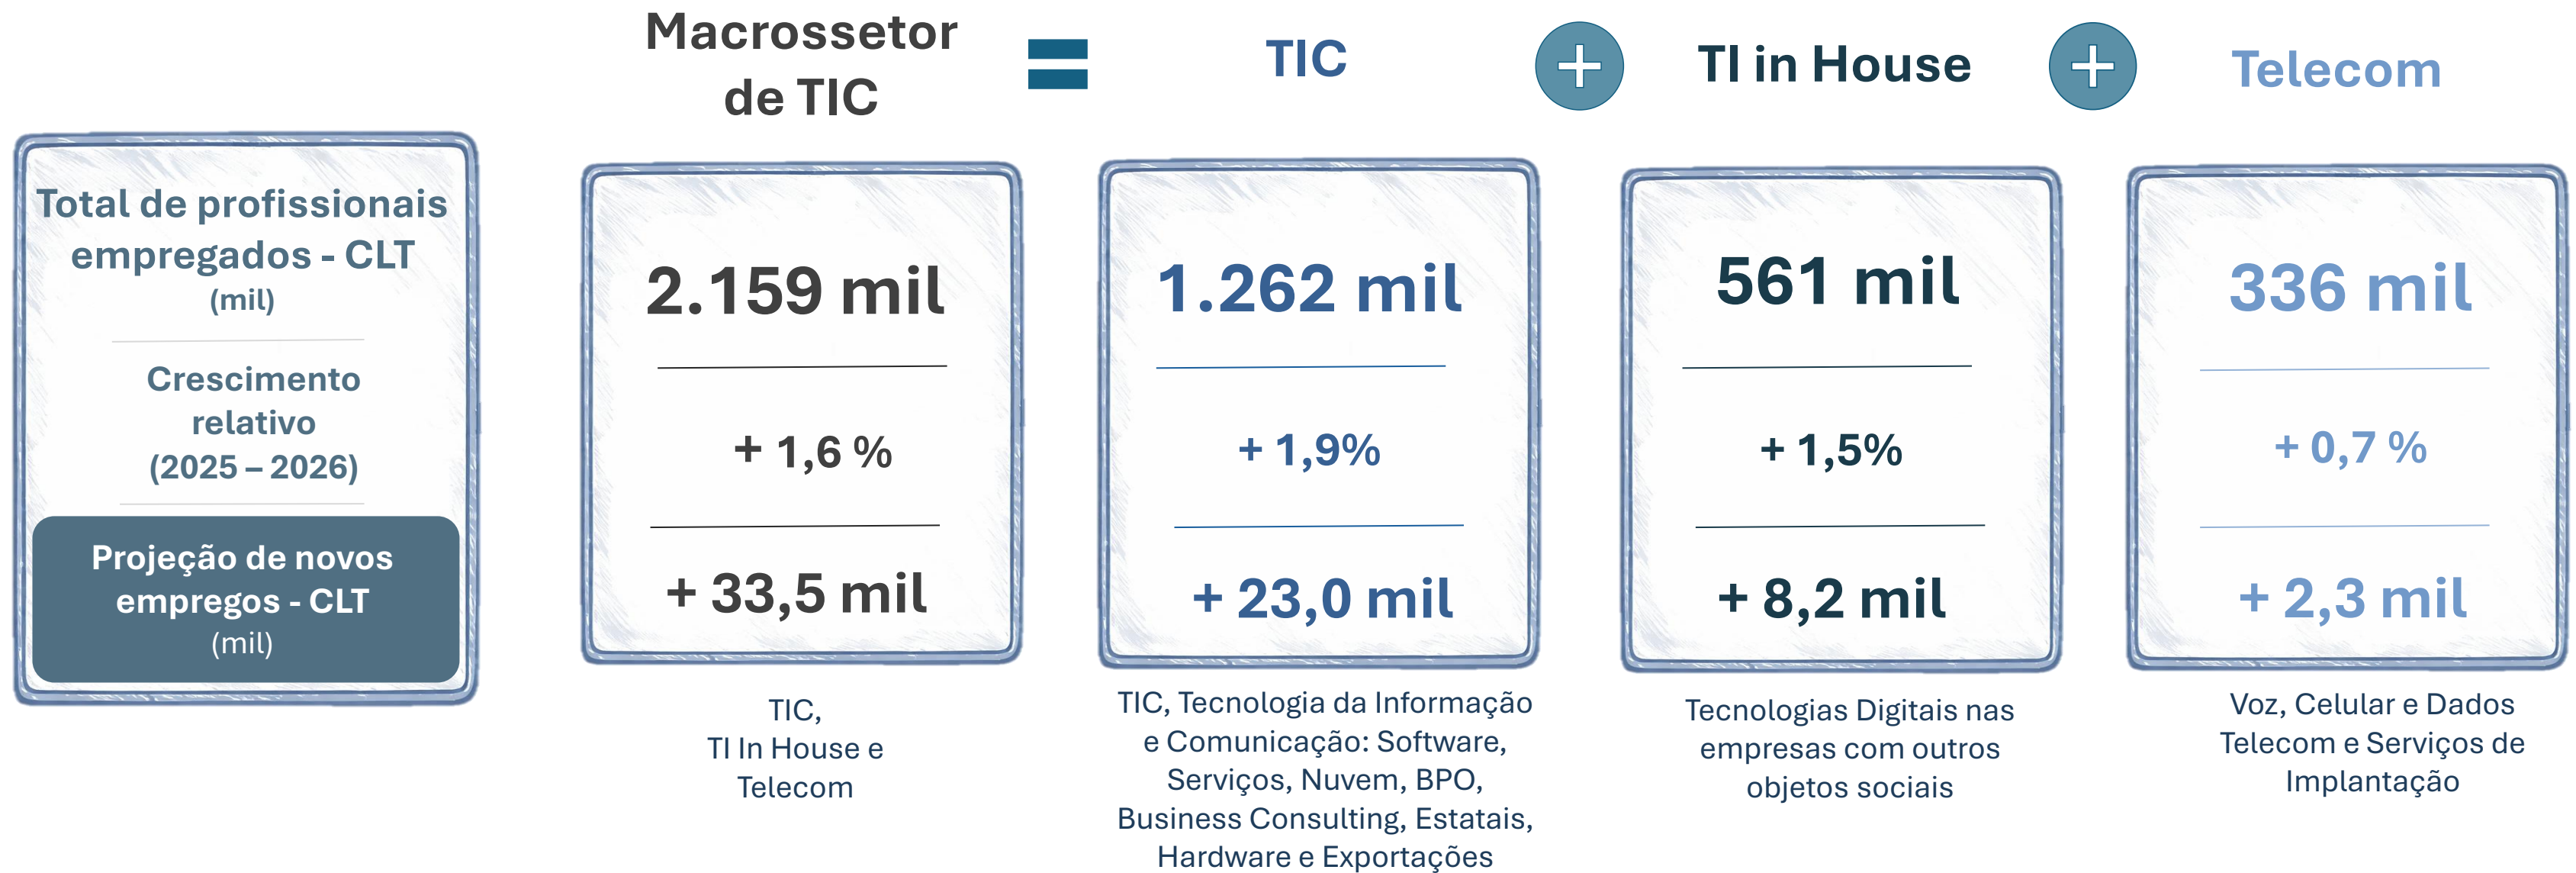 Macrossetor
de TIC
TIC
TI in House
Telecom
Total de profissionais
empregados - CLT
(mil)
Crescimento
relativo
(2025 – 2026)
Projeção de novos
empregos - CLT
(mil)
2.159 mil
+ 1,6 %
+ 33,5 mil
TIC,
TI In House e
Telecom
1.262 mil
+ 1,9%
+ 23,0 mil
TIC, Tecnologia da Informação
e Comunicação: Software,
Serviços, Nuvem, BPO,
Business Consulting, Estatais,
Hardware e Exportações
561 mil
+ 1,5%
+ 8,2 mil
Tecnologias Digitais nas
empresas com outros
objetos sociais
336 mil
+ 0,7 %
+ 2,3 mil
Voz, Celular e Dados
Telecom e Serviços de
Implantação